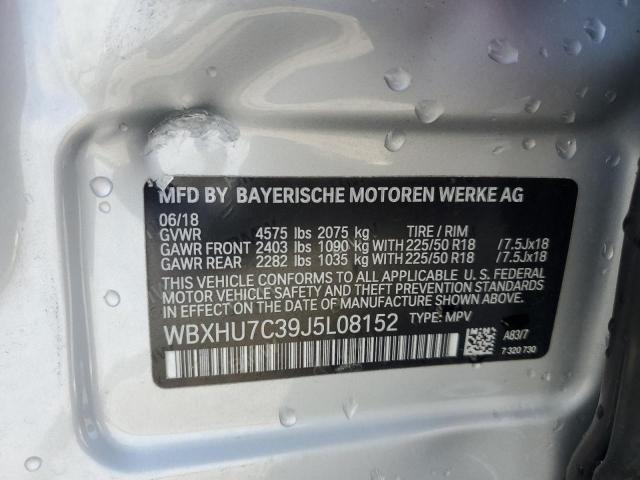 MFD BY BAYERISCHE MOTOREN WERKE AG
06/18
GVWR 4575 lbs 2075 kg TIRE / RIM
GAWR FRONT 2403 lbs 1090 kg WITH 225/50 R18 /7.5Jx18
GAWR REAR 2282 lbs 1035 kg WITH 225/50 R18 /7.5Jx18
THIS VEHICLE CONFORMS TO ALL APPLICABLE U. S. FEDERAL
MOTOR VEHICLE SAFETY AND THEFT PREVENTION STANDARDS
IN EFFECT ON THE DATE OF MANUFACTURE SHOWN ABOVE.
WBXHU7C39J5L08152 TYPE: MPV
A83/7
7 320 730